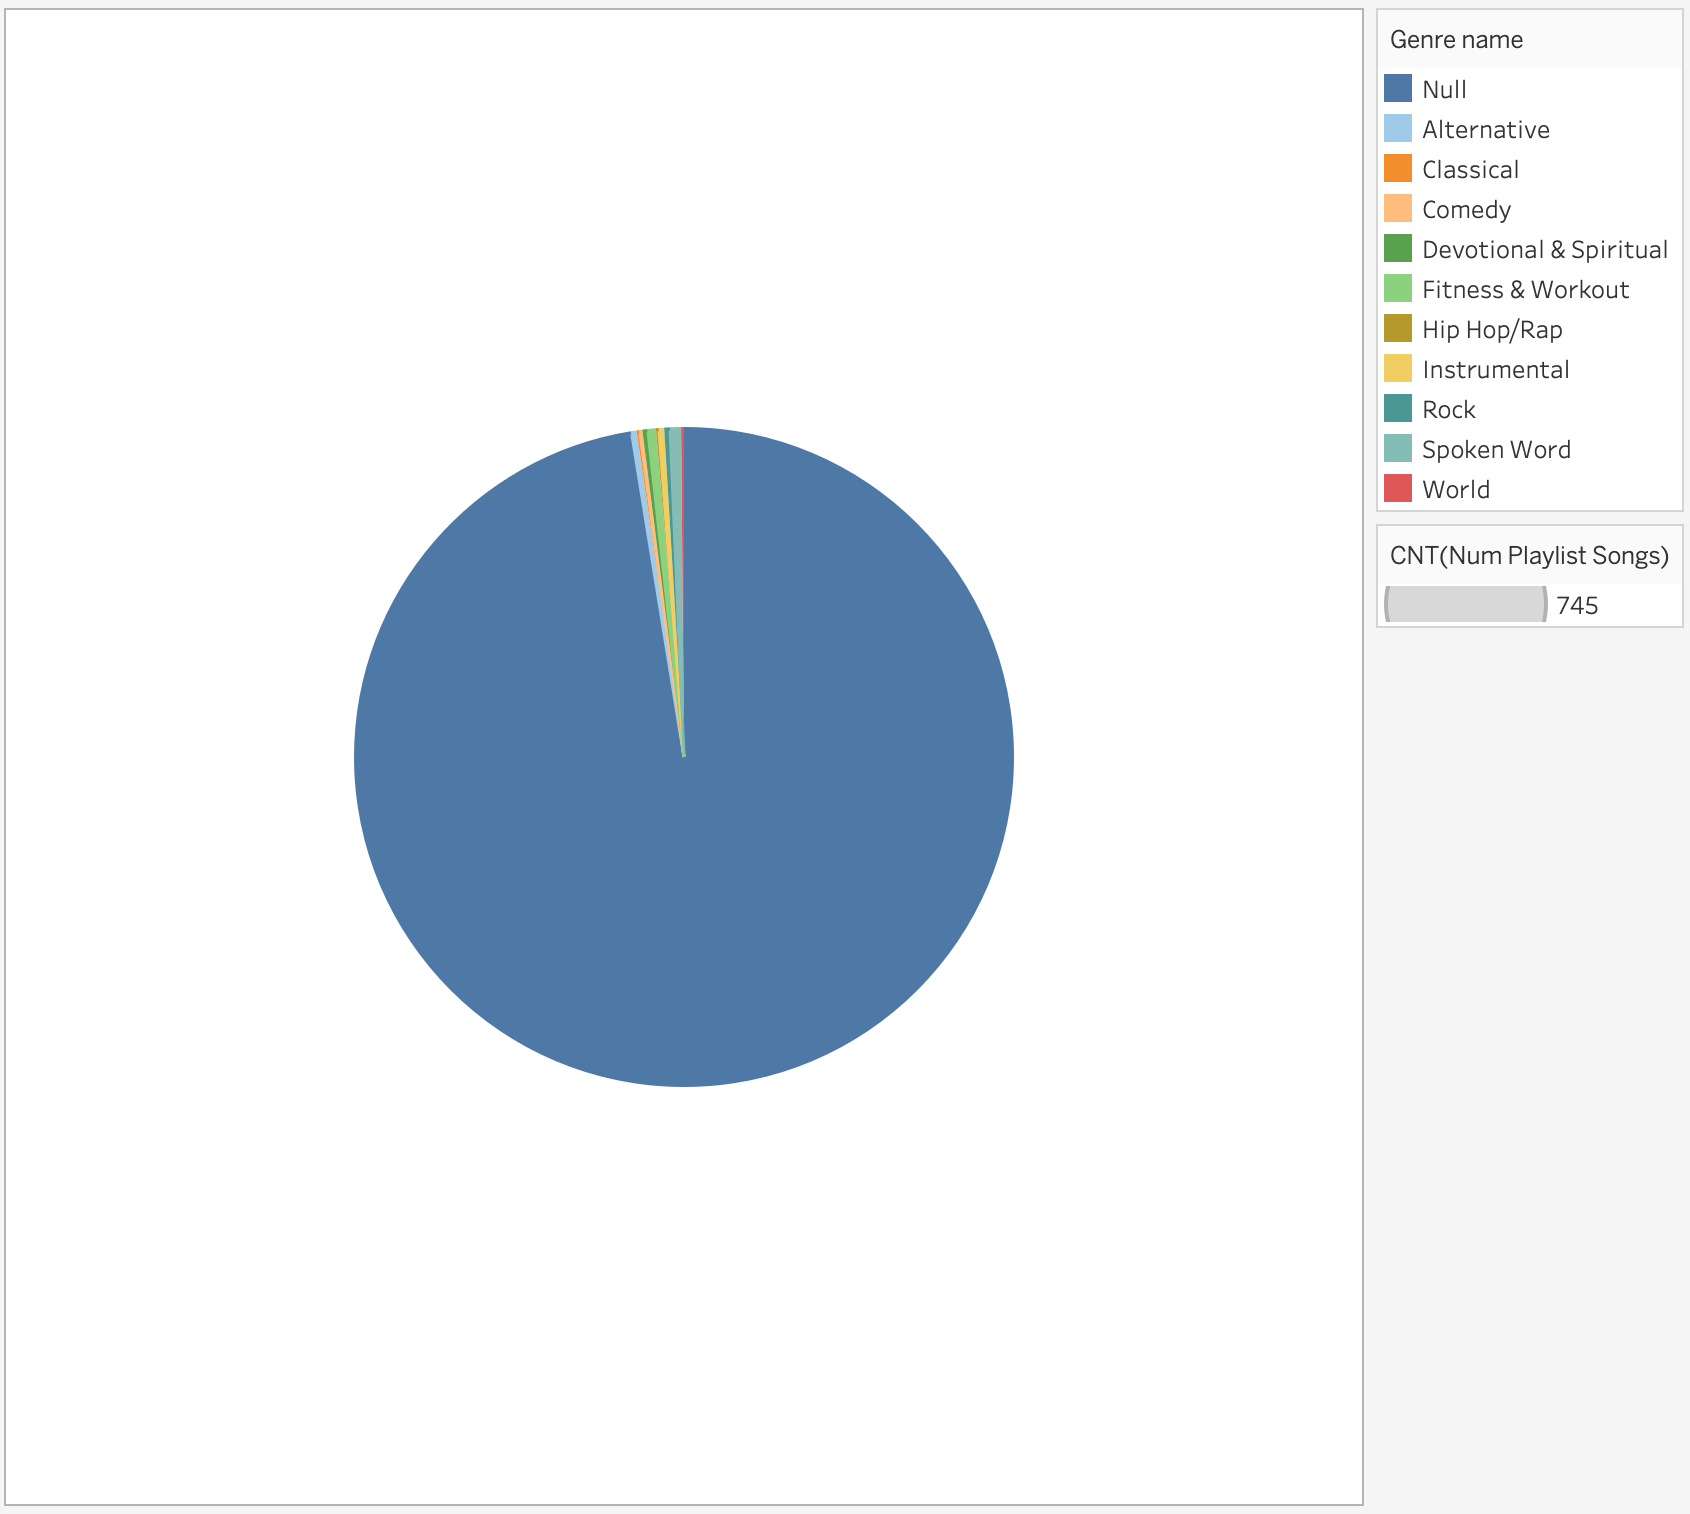 Genre name
Null
Alternative
Classical
Comedy
Devotional & Spiritual
Fitness & Workout
Hip Hop/Rap
Instrumental
Rock
Spoken Word
World
CNT(Num Playlist Songs)
745